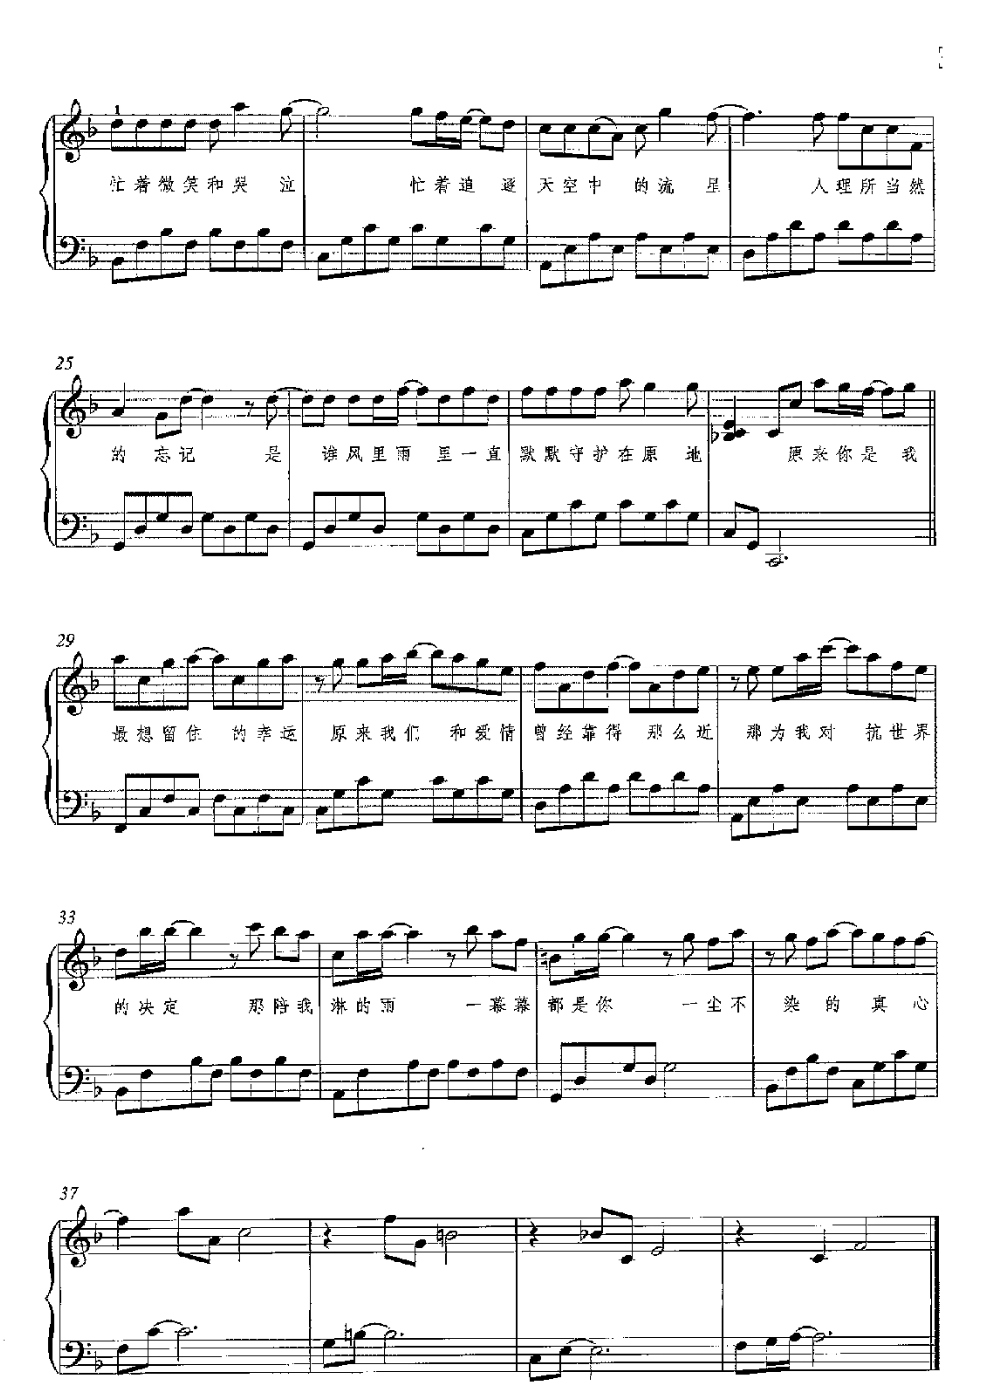 1
忙着微笑和哭泣 忙着追逐天空中的流星 人理所当然
25
的忘记 是谁风里雨里一直默默守护在原地 原来你是我
29
最想留住的幸运 原来我们和爱情曾经靠得那么近 那为我对抗世界
33
的决定 那陪我淋的雨 一幕幕都是你 一尘不染的真心
37